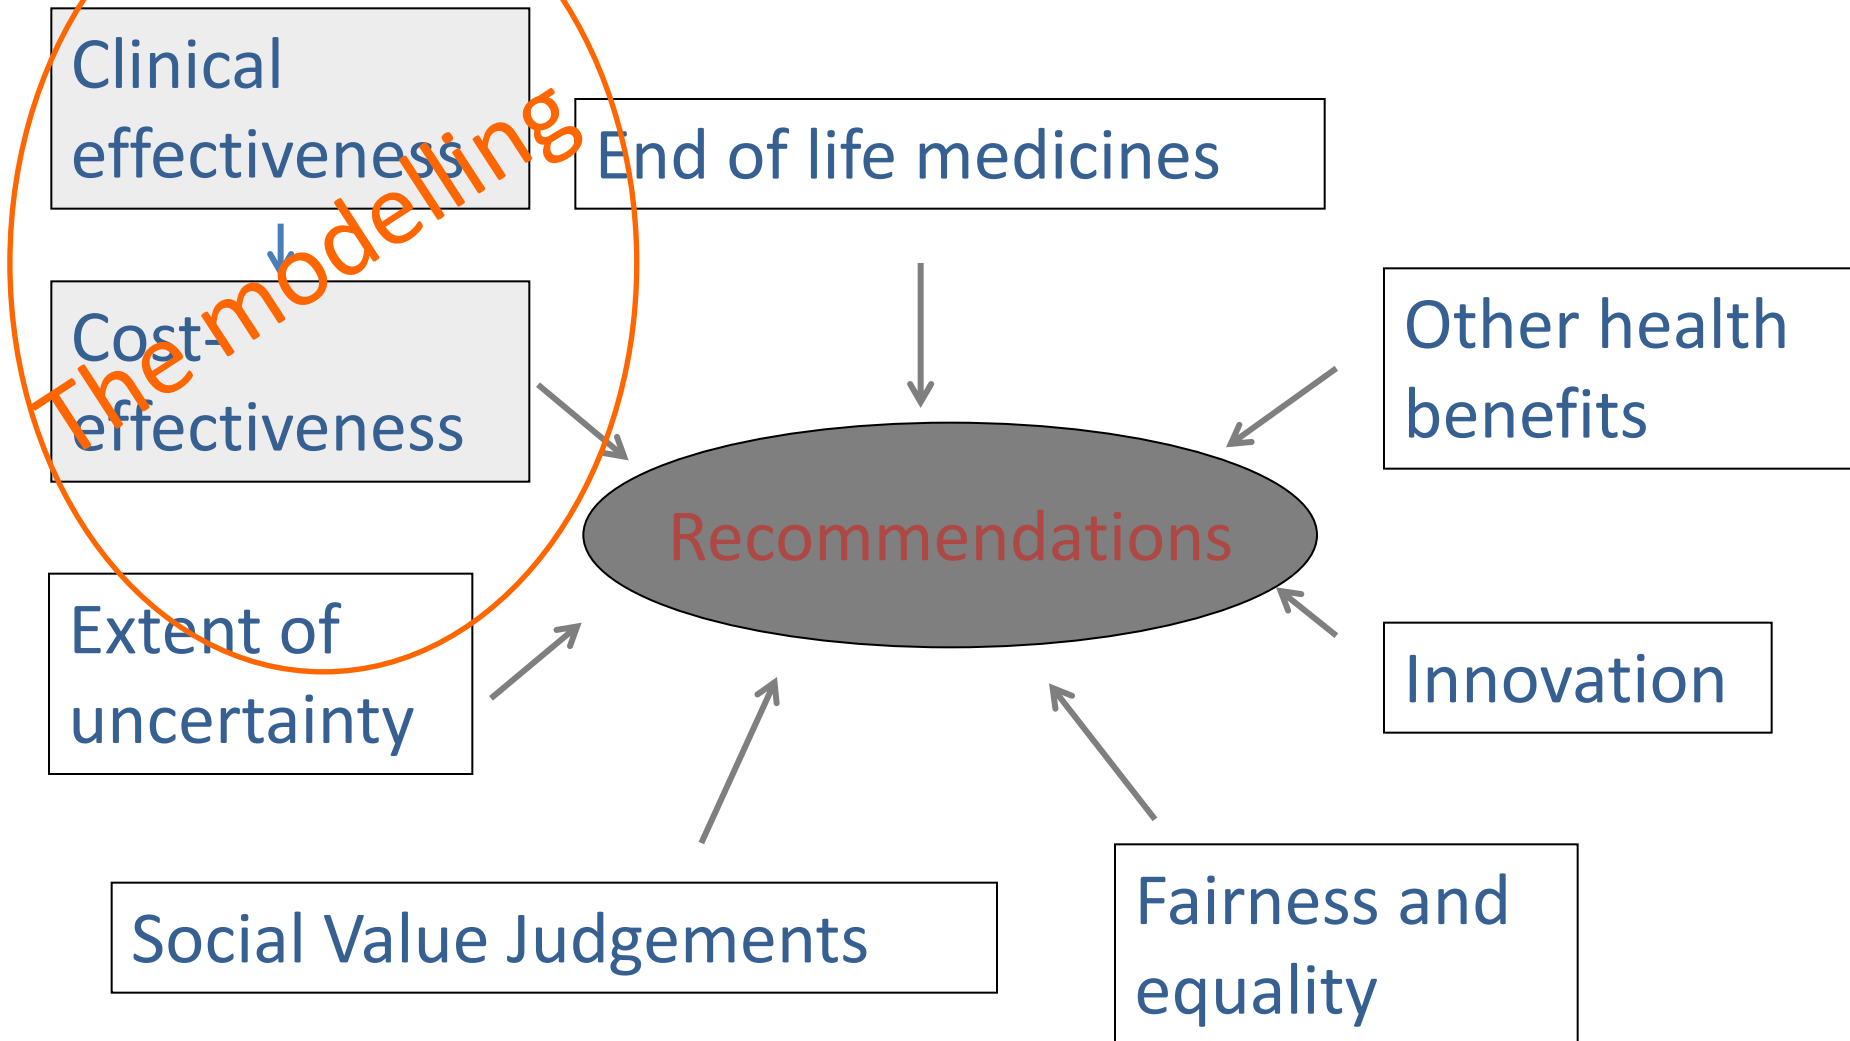 Clinical
effectiveness
The modelling
End of life medicines
Cost-
effectiveness
Other health
benefits
Recommendations
Extent of
uncertainty
Innovation
Social Value Judgements
Fairness and
equality